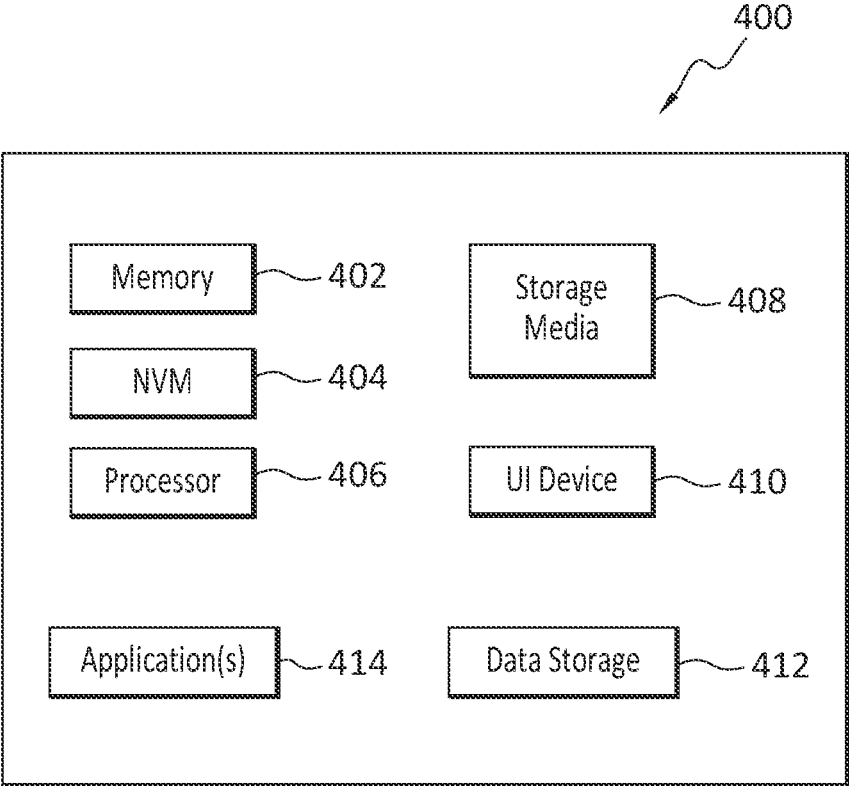 400
Memory
402
Storage
Media
408
NVM
404
Processor
406
UI Device
410
Application(s)
414
Data Storage
412